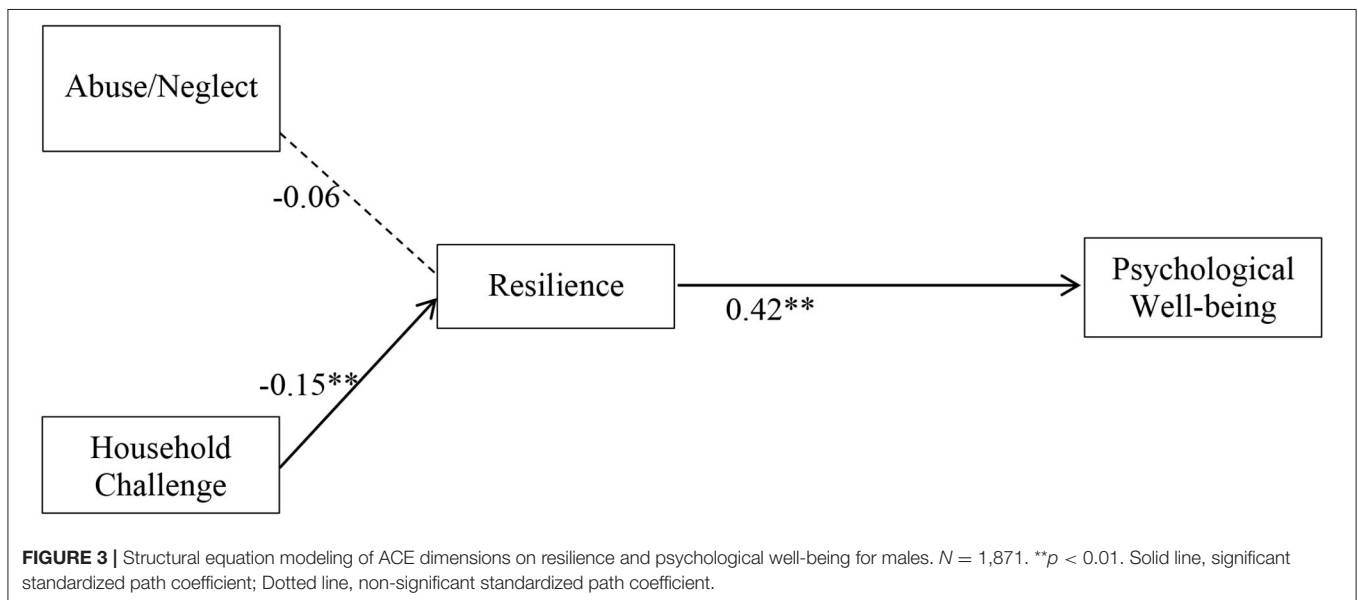 Abuse/Neglect
-0.06
Resilience
0.42**
Psychological
Well-being
-0.15**
Household
Challenge
FIGURE 3 | Structural equation modeling of ACE dimensions on resilience and psychological well-being for males. N = 1,871. **p < 0.01. Solid line, significant
standardized path coefficient; Dotted line, non-significant standardized path coefficient.